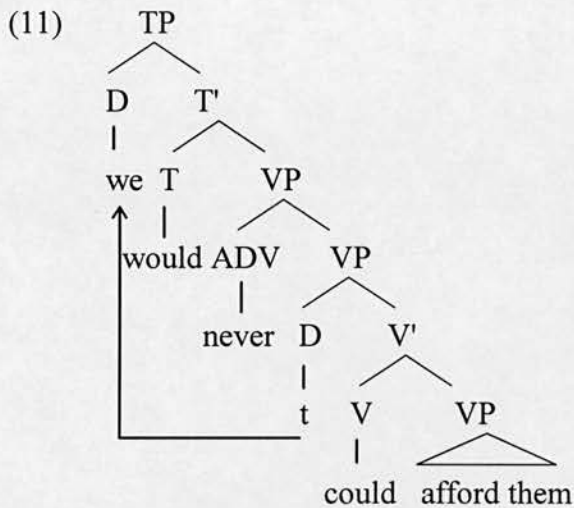 (11) TP
D T'
we T VP
would ADV VP
never D V'
t V VP
could afford them